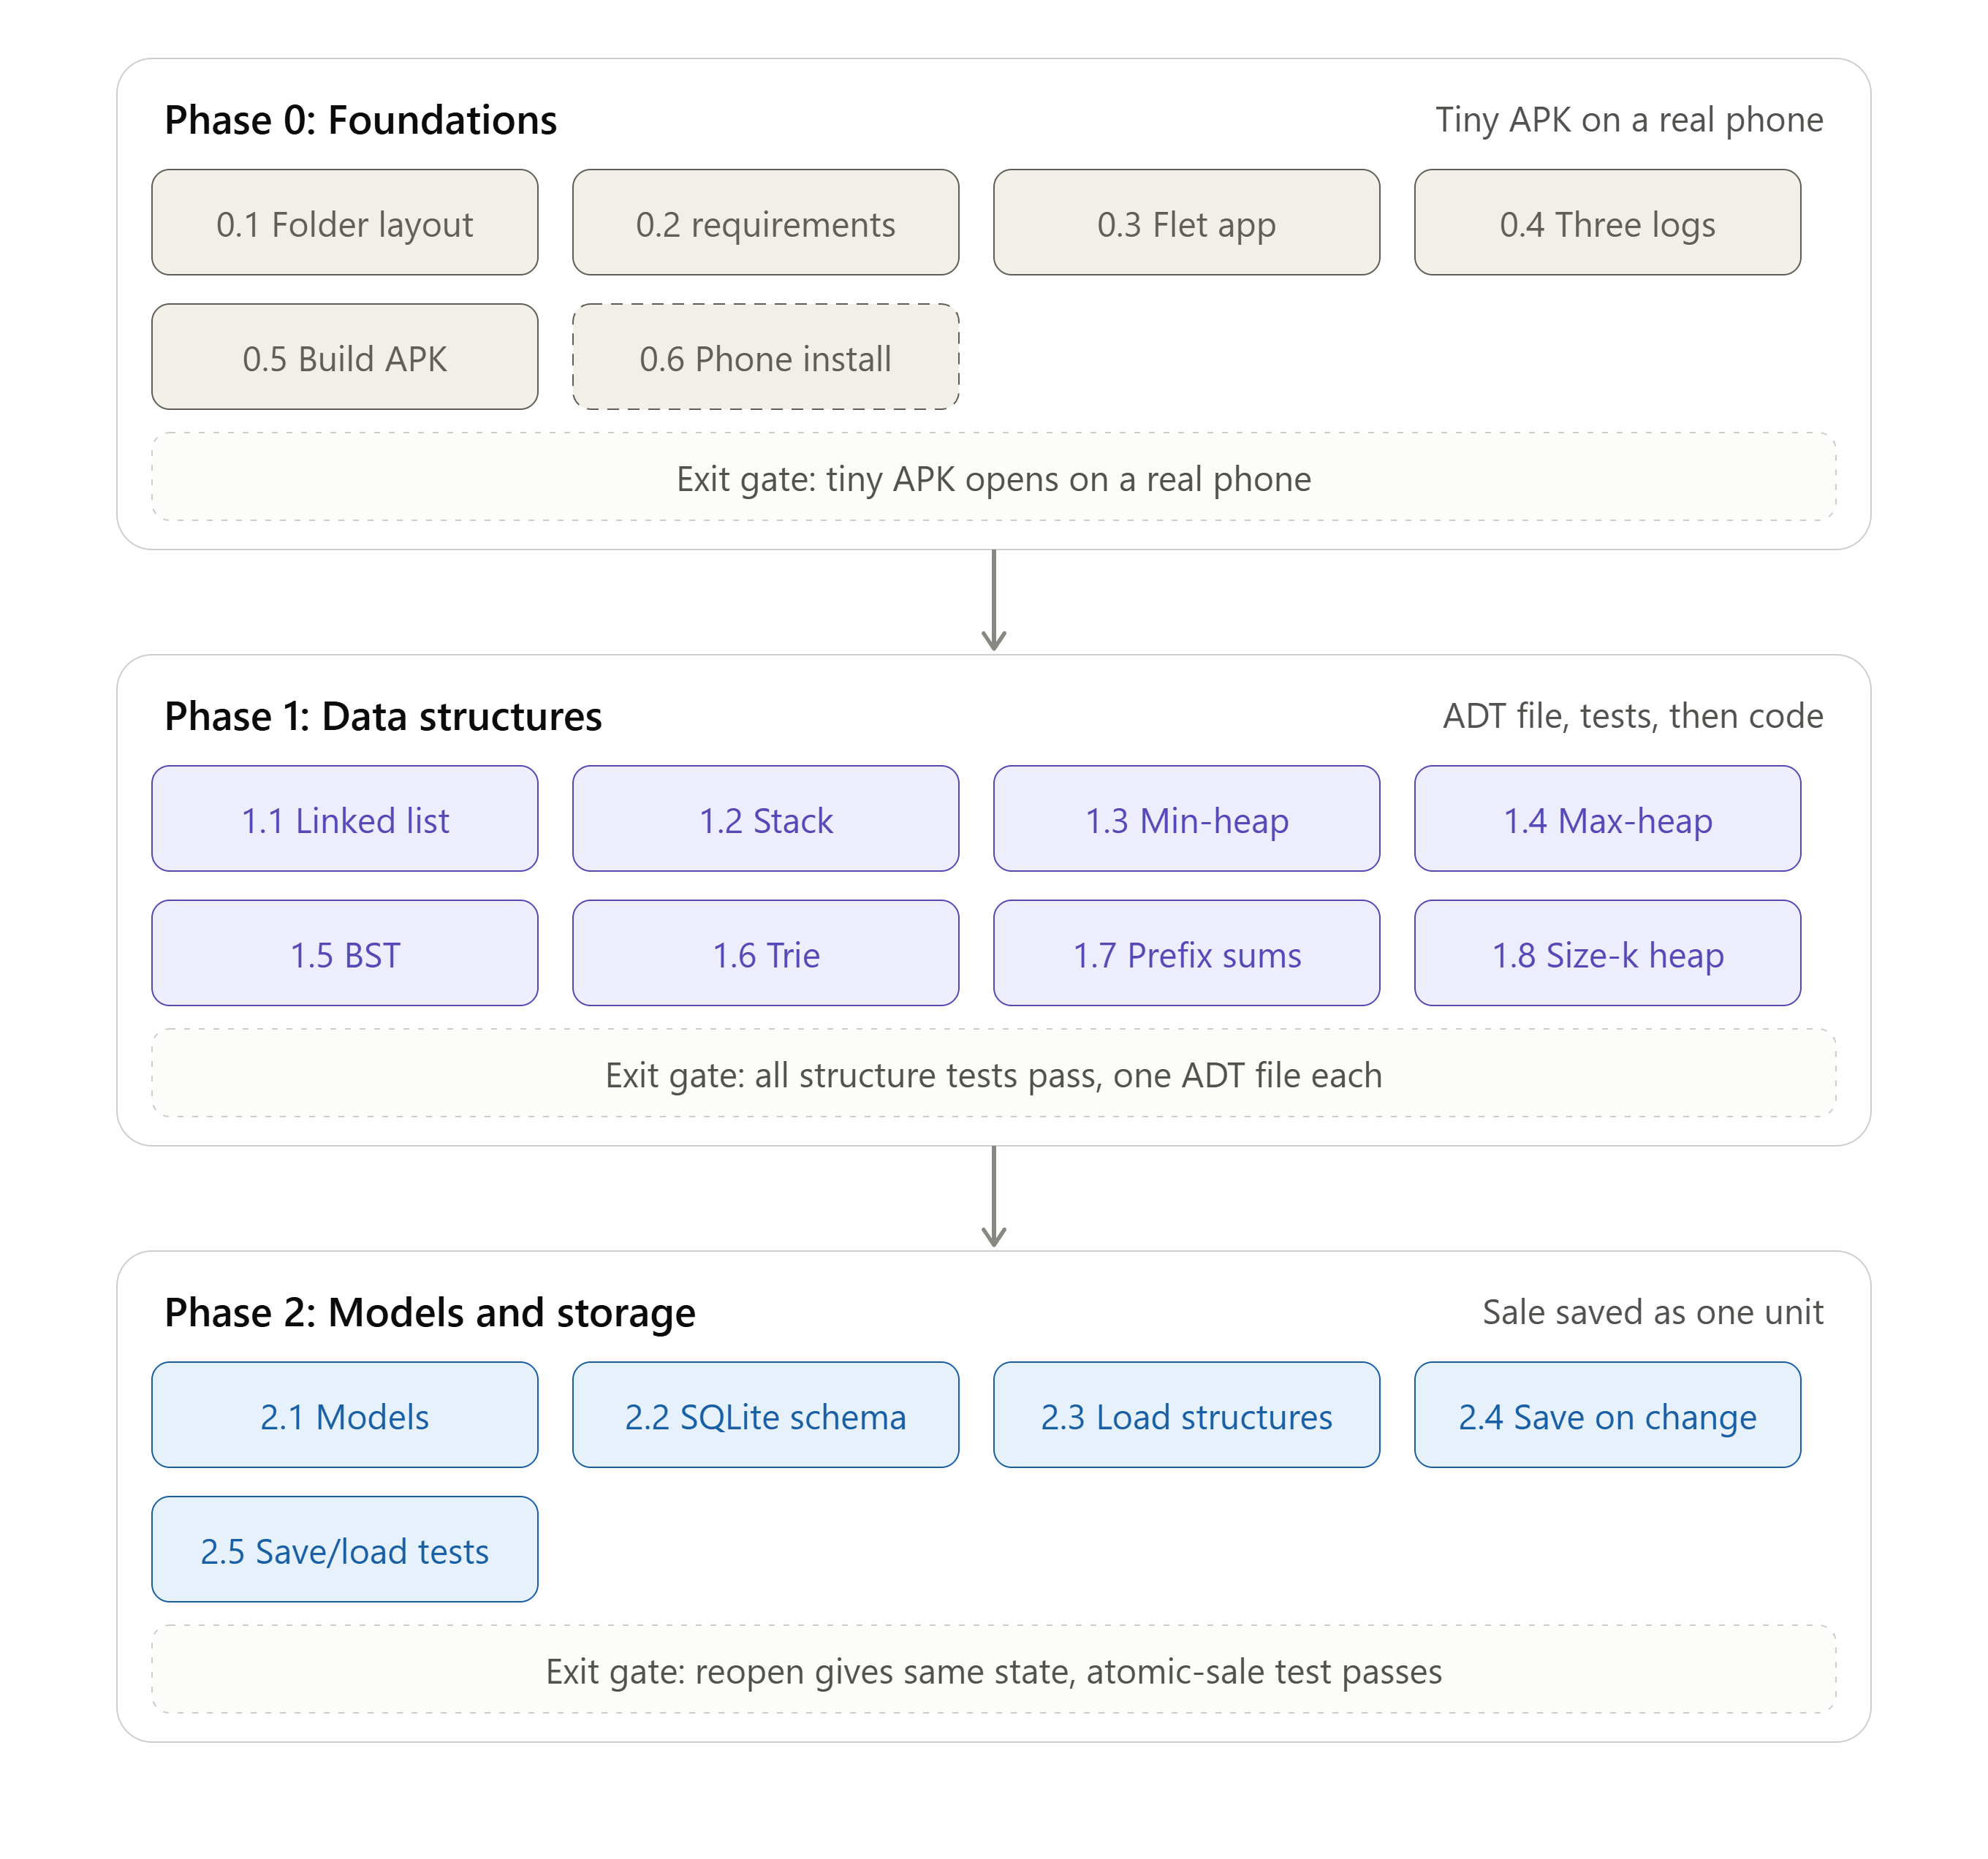 Phase 0: Foundations
Tiny APK on a real phone
0.1 Folder layout
0.2 requirements
0.3 Flet app
0.4 Three logs
0.5 Build APK
0.6 Phone install
Exit gate: tiny APK opens on a real phone
Phase 1: Data structures
ADT file, tests, then code
1.1 Linked list
1.2 Stack
1.3 Min-heap
1.4 Max-heap
1.5 BST
1.6 Trie
1.7 Prefix sums
1.8 Size-k heap
Exit gate: all structure tests pass, one ADT file each
Phase 2: Models and storage
Sale saved as one unit
2.1 Models
2.2 SQLite schema
2.3 Load structures
2.4 Save on change
2.5 Save/load tests
Exit gate: reopen gives same state, atomic-sale test passes